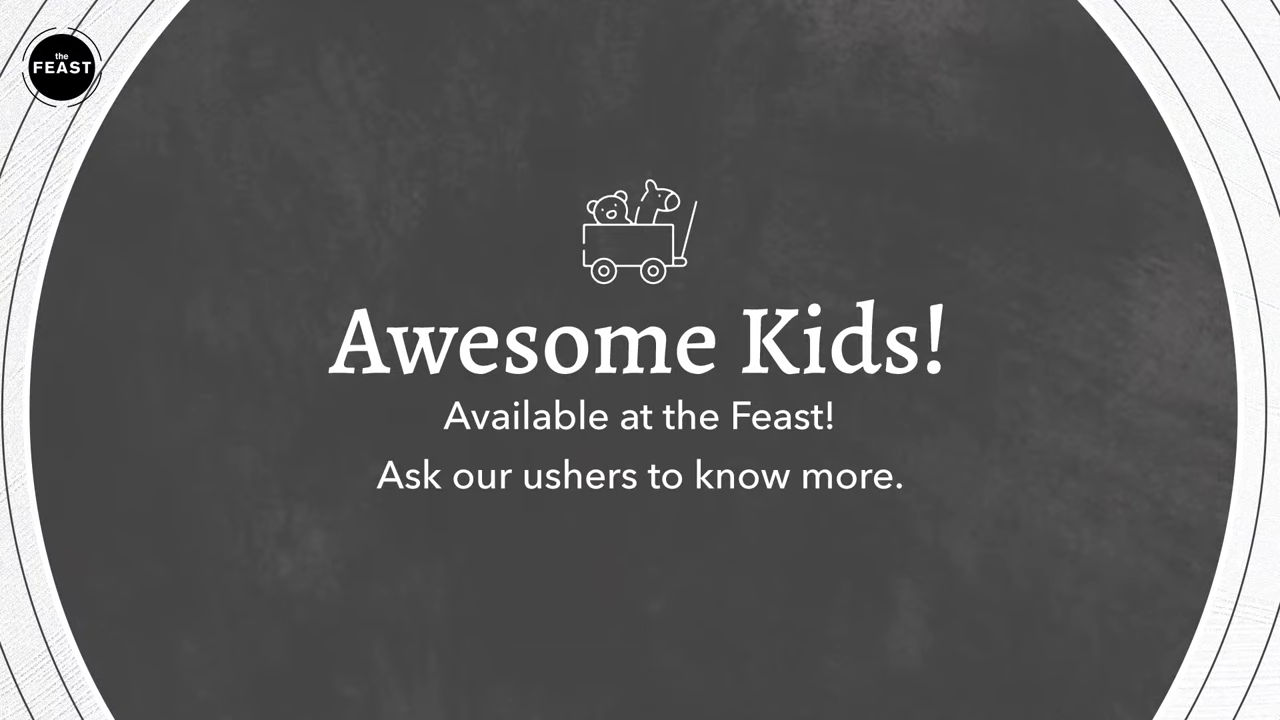 the
FEAST
Awesome Kids!
Available at the Feast!
Ask our ushers to know more.